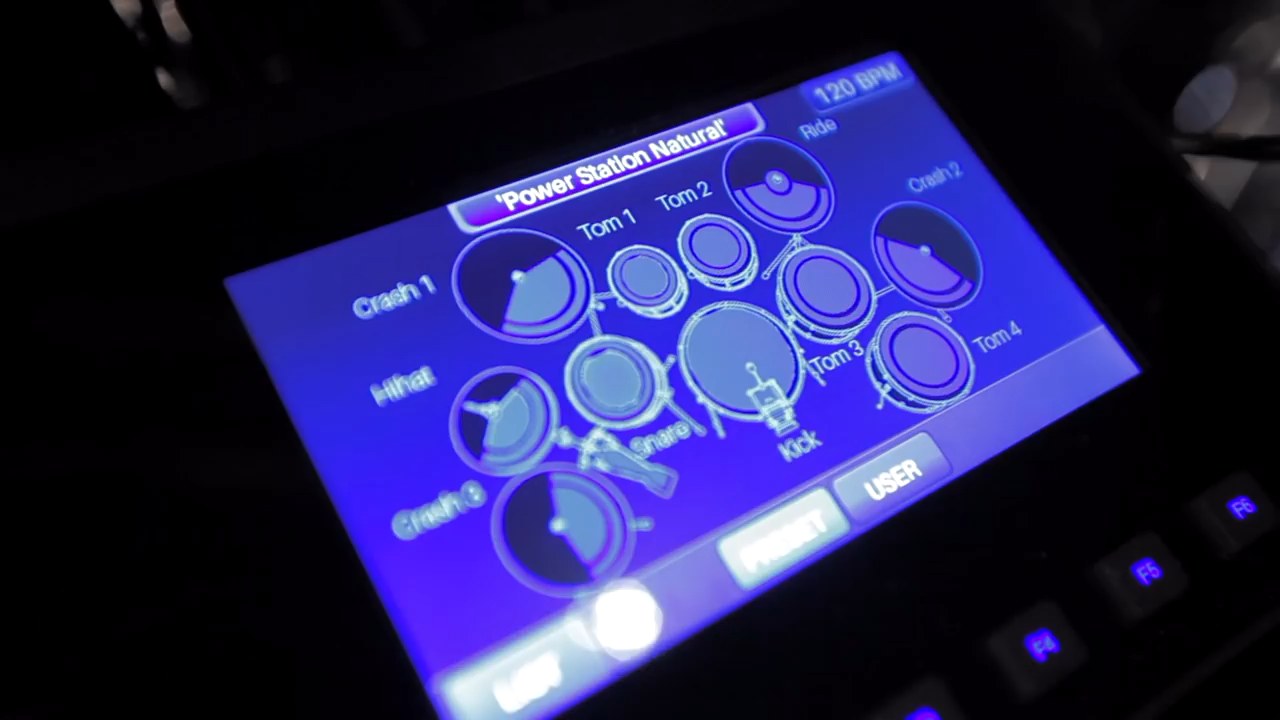 120 BPM
'Power Station Natural'
Ride
Tom 2
Tom 1
Crash 2
Crash 1
Hihat
Tom 4
Tom 3
Snare
Kick
Crash
USER
PRESET
F6
F5
F4